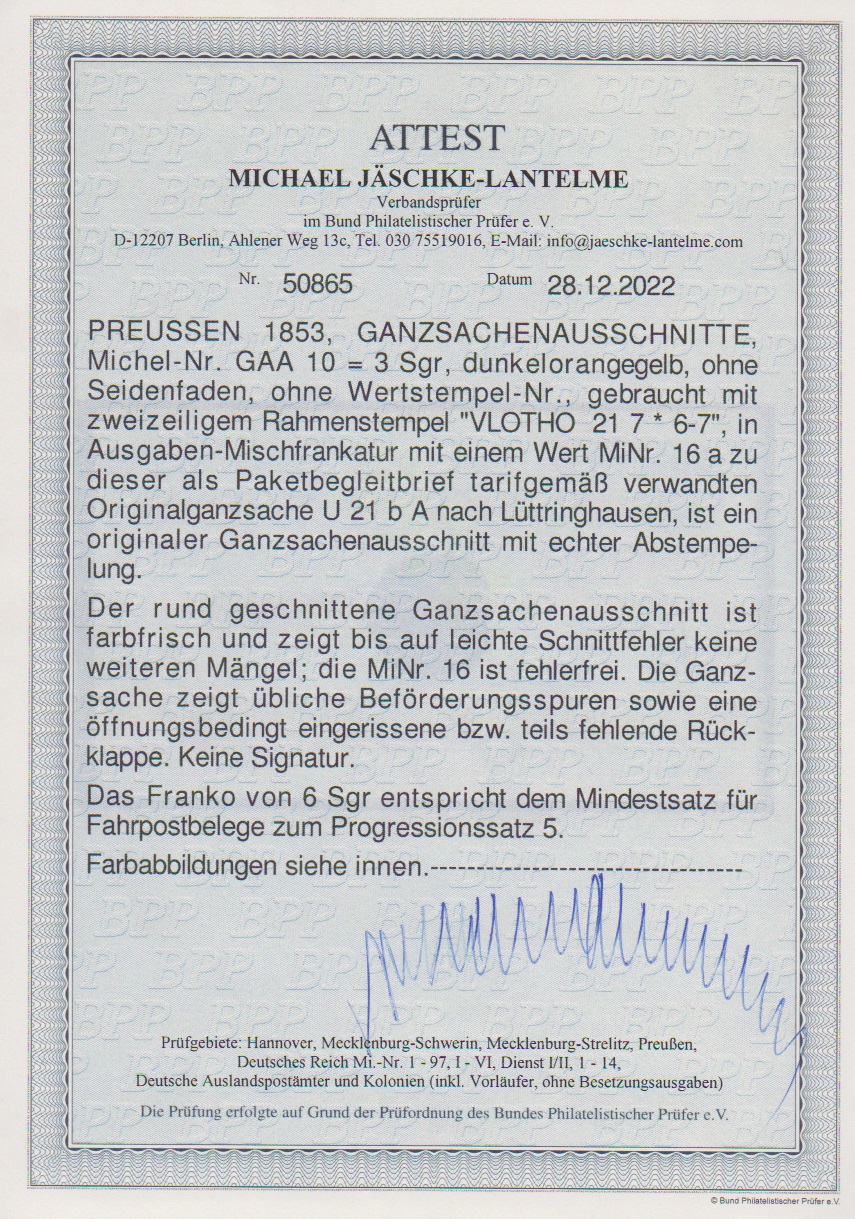 ATTEST
MICHAEL JÄSCHKE-LANTELME
Verbandsprüfer
im Bund Philatelistischer Prüfer e. V.
D-12207 Berlin, Ahlener Weg 13c, Tel. 030 75519016, E-Mail: info@jaeschke-lantelme.com
Nr. 50865 Datum 28.12.2022
PREUSSEN 1853, GANZSACHENAUSSCHNITTE,
Michel-Nr. GAA 10 = 3 Sgr, dunkelorangegelb, ohne
Seidenfaden, ohne Wertstempel-Nr., gebraucht mit
zweizeiligem Rahmenstempel "VLOTHO 21 7 * 6-7", in
Ausgaben-Mischfrankatur mit einem Wert MiNr. 16 a zu
dieser als Paketbegleitbrief tarifgemäß verwandten
Originalganzsache U 21 b A nach Lüttringhausen, ist ein
originaler Ganzsachenausschnitt mit echter Abstempe-
lung.
Der rund geschnittene Ganzsachenausschnitt ist
farbfrisch und zeigt bis auf leichte Schnittfehler keine
weiteren Mängel; die MiNr. 16 ist fehlerfrei. Die Ganz-
sache zeigt übliche Beförderungsspuren sowie eine
öffnungsbedingt eingerissene bzw. teils fehlende Rück-
klappe. Keine Signatur.
Das Franko von 6 Sgr entspricht dem Mindestsatz für
Fahrpostbelege zum Progressionssatz 5.
Farbabbildungen siehe innen.----------------------------------
Prüfgebiete: Hannover, Mecklenburg-Schwerin, Mecklenburg-Strelitz, Preußen,
Deutsches Reich Mi.-Nr. 1 - 97, I - VI, Dienst I/II, 1 - 14,
Deutsche Auslandspostämter und Kolonien (inkl. Vorläufer, ohne Besetzungsausgaben)
Die Prüfung erfolgte auf Grund der Prüfordnung des Bundes Philatelistischer Prüfer e.V.
© Bund Philatelistischer Prüfer e.V.